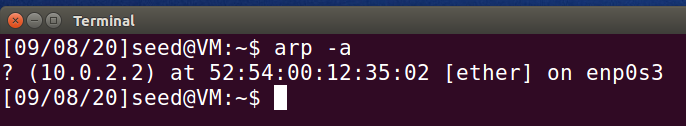 Terminal
[09/08/20]seed@VM:~$ arp -a
? (10.0.2.2) at 52:54:00:12:35:02 [ether] on enp0s3
[09/08/20]seed@VM:~$